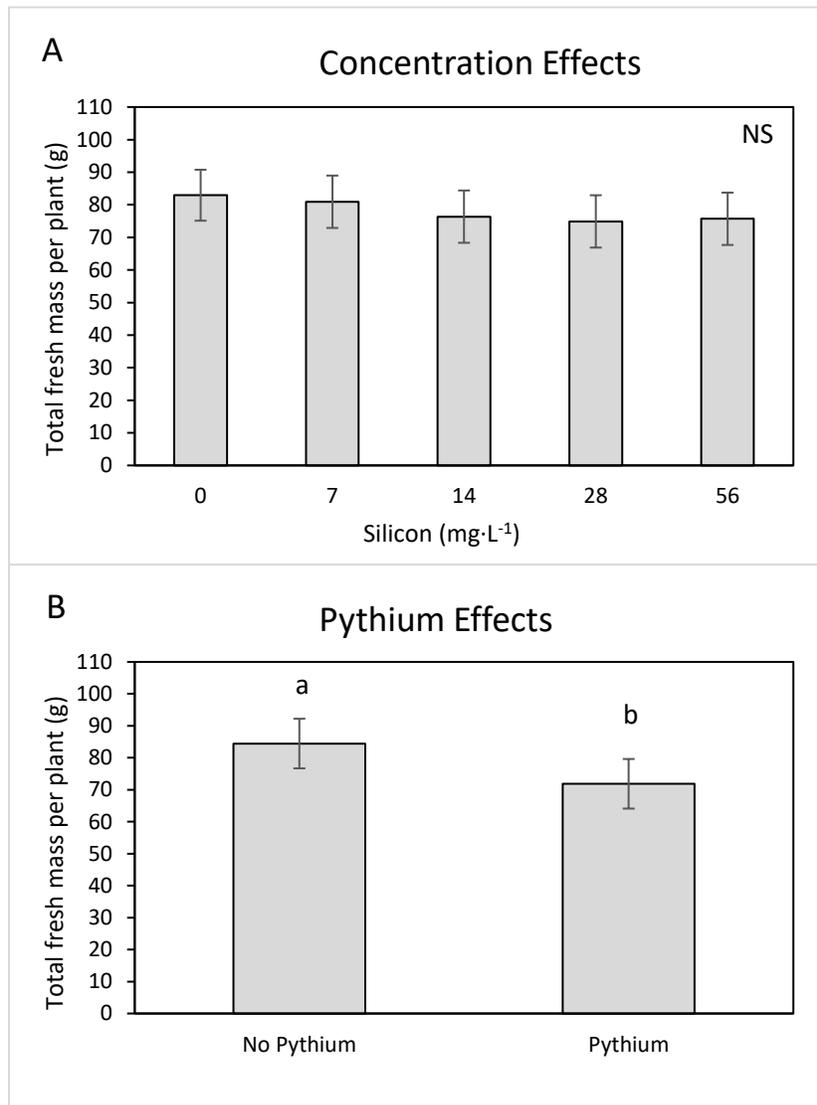 A
Concentration Effects
NS
Total fresh mass per plant (g)
110
100
90
80
70
60
50
40
30
20
10
0
0 7 14 28 56
Silicon (mg·L⁻¹)
B
Pythium Effects
Total fresh mass per plant (g)
110
100
90
80
70
60
50
40
30
20
10
0
a
b
No Pythium Pythium